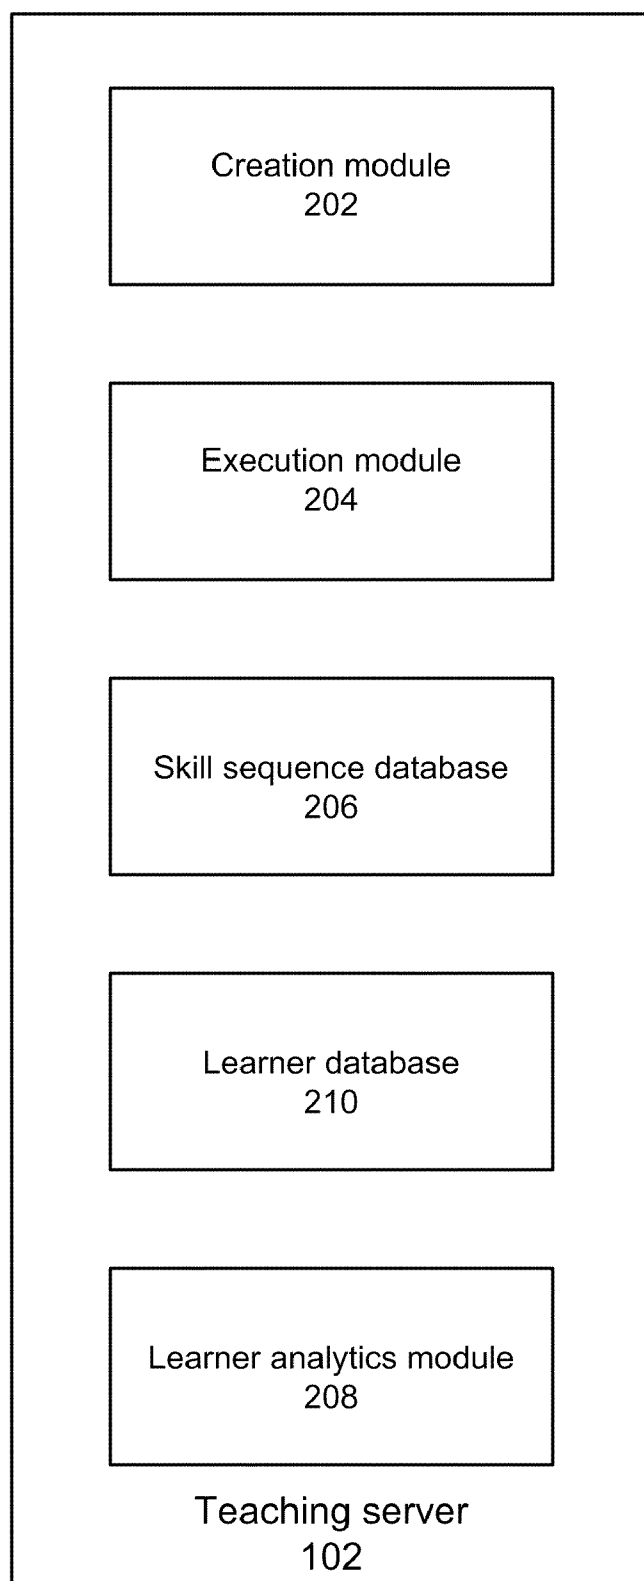 Creation module
202
Execution module
204
Skill sequence database
206
Learner database
210
Learner analytics module
208
Teaching server
102